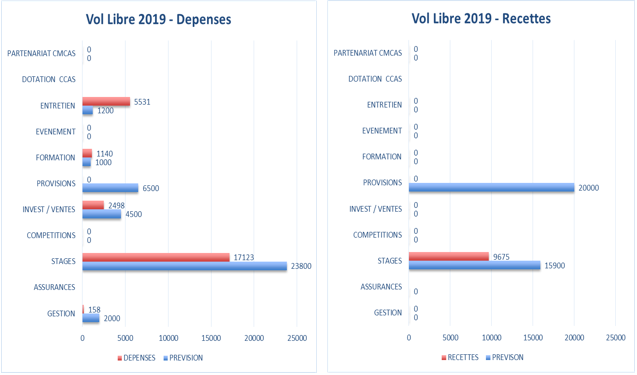 Vol Libre 2019 - Depenses
PARTENARIAT CMCAS 0
0
DOTATION CCAS
ENTRETIEN 5531
1200
EVENEMENT 0
0
FORMATION 1140
1000
PROVISIONS 0
6500
INVEST / VENTES 2498
4500
COMPETITIONS 0
0
STAGES 17123
23800
ASSURANCES
GESTION 158
2000
0 5000 10000 15000 20000 25000
DEPENSES PREVISION
Vol Libre 2019 - Recettes
PARTENARIAT CMCAS 0
0
DOTATION CCAS
ENTRETIEN 0
0
EVENEMENT 0
0
FORMATION 0
0
PROVISIONS 0
20000
INVEST / VENTES 0
0
COMPETITIONS 0
0
STAGES 9675
15900
ASSURANCES 0
GESTION 0
0
0 5000 10000 15000 20000 25000
RECETTES PREVISON